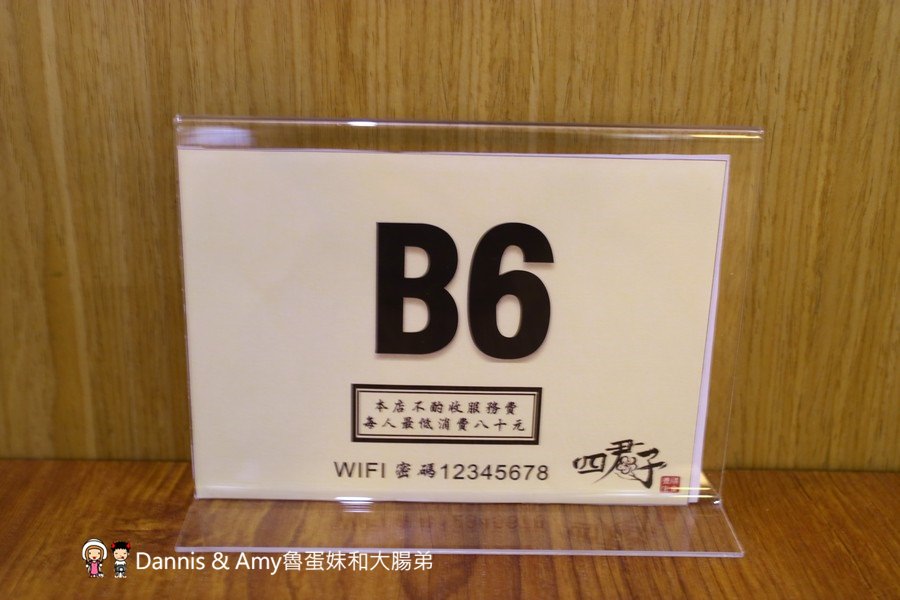 B6
本店不酌收服務費
每人最低消費八十元
WIFI 密碼12345678
四君子
Dannis & Amy魯蛋妹和大腸弟